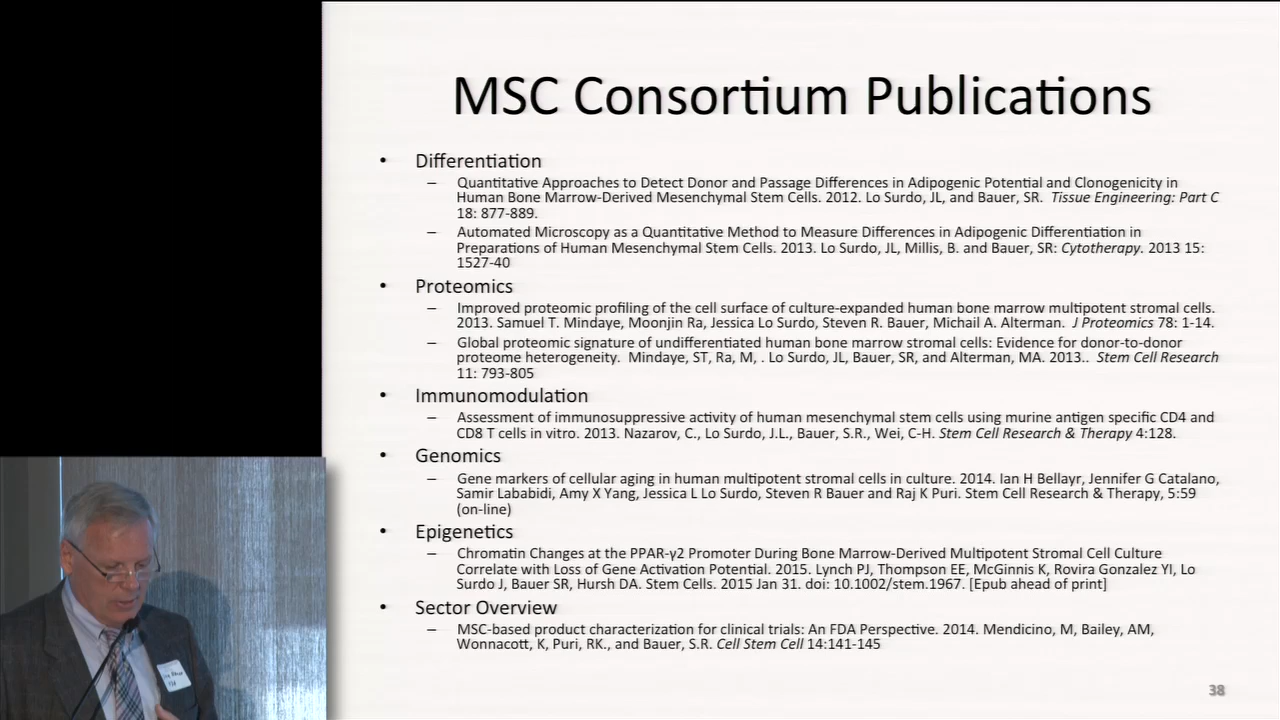 MSC Consortium Publications
• Differentiation
– Quantitative Approaches to Detect Donor and Passage Differences in Adipogenic Potential and Clonogenicity in
Human Bone Marrow-Derived Mesenchymal Stem Cells. 2012. Lo Surdo, JL, and Bauer, SR. Tissue Engineering: Part C
18: 877-889.
– Automated Microscopy as a Quantitative Method to Measure Differences in Adipogenic Differentiation in
Preparations of Human Mesenchymal Stem Cells. 2013. Lo Surdo, JL, Millis, B. and Bauer, SR: Cytotherapy. 2013 15:
1527-40
• Proteomics
– Improved proteomic profiling of the cell surface of culture-expanded human bone marrow multipotent stromal cells.
2013. Samuel T. Mindaye, Moonjin Ra, Jessica Lo Surdo, Steven R. Bauer, Michail A. Alterman. J Proteomics 78: 1-14.
– Global proteomic signature of undifferentiated human bone marrow stromal cells: Evidence for donor-to-donor
proteome heterogeneity. Mindaye, ST, Ra, M, . Lo Surdo, JL, Bauer, SR, and Alterman, MA. 2013.. Stem Cell Research
11: 793-805
• Immunomodulation
– Assessment of immunosuppressive activity of human mesenchymal stem cells using murine antigen specific CD4 and
CD8 T cells in vitro. 2013. Nazarov, C., Lo Surdo, J.L., Bauer, S.R., Wei, C-H. Stem Cell Research & Therapy 4:128.
• Genomics
– Gene markers of cellular aging in human multipotent stromal cells in culture. 2014. Ian H Bellayr, Jennifer G Catalano,
Samir Lababidi, Amy X Yang, Jessica L Lo Surdo, Steven R Bauer and Raj K Puri. Stem Cell Research & Therapy, 5:59
(on-line)
• Epigenetics
– Chromatin Changes at the PPAR-γ2 Promoter During Bone Marrow-Derived Multipotent Stromal Cell Culture
Correlate with Loss of Gene Activation Potential. 2015. Lynch PJ, Thompson EE, McGinnis K, Rovira Gonzalez YI, Lo
Surdo J, Bauer SR, Hursh DA. Stem Cells. 2015 Jan 31. doi: 10.1002/stem.1967. [Epub ahead of print]
• Sector Overview
– MSC-based product characterization for clinical trials: An FDA Perspective. 2014. Mendicino, M, Bailey, AM,
Wonnacott, K, Puri, RK., and Bauer, S.R. Cell Stem Cell 14:141-145
38